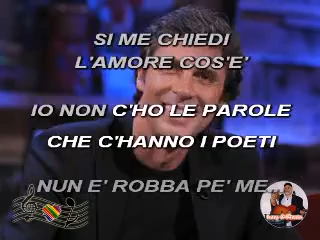 SI ME CHIEDI
L'AMORE COS'E'
IO NON C'HO LE PAROLE
CHE C'HANNO I POETI
NUN E' ROBBA PE' ME...